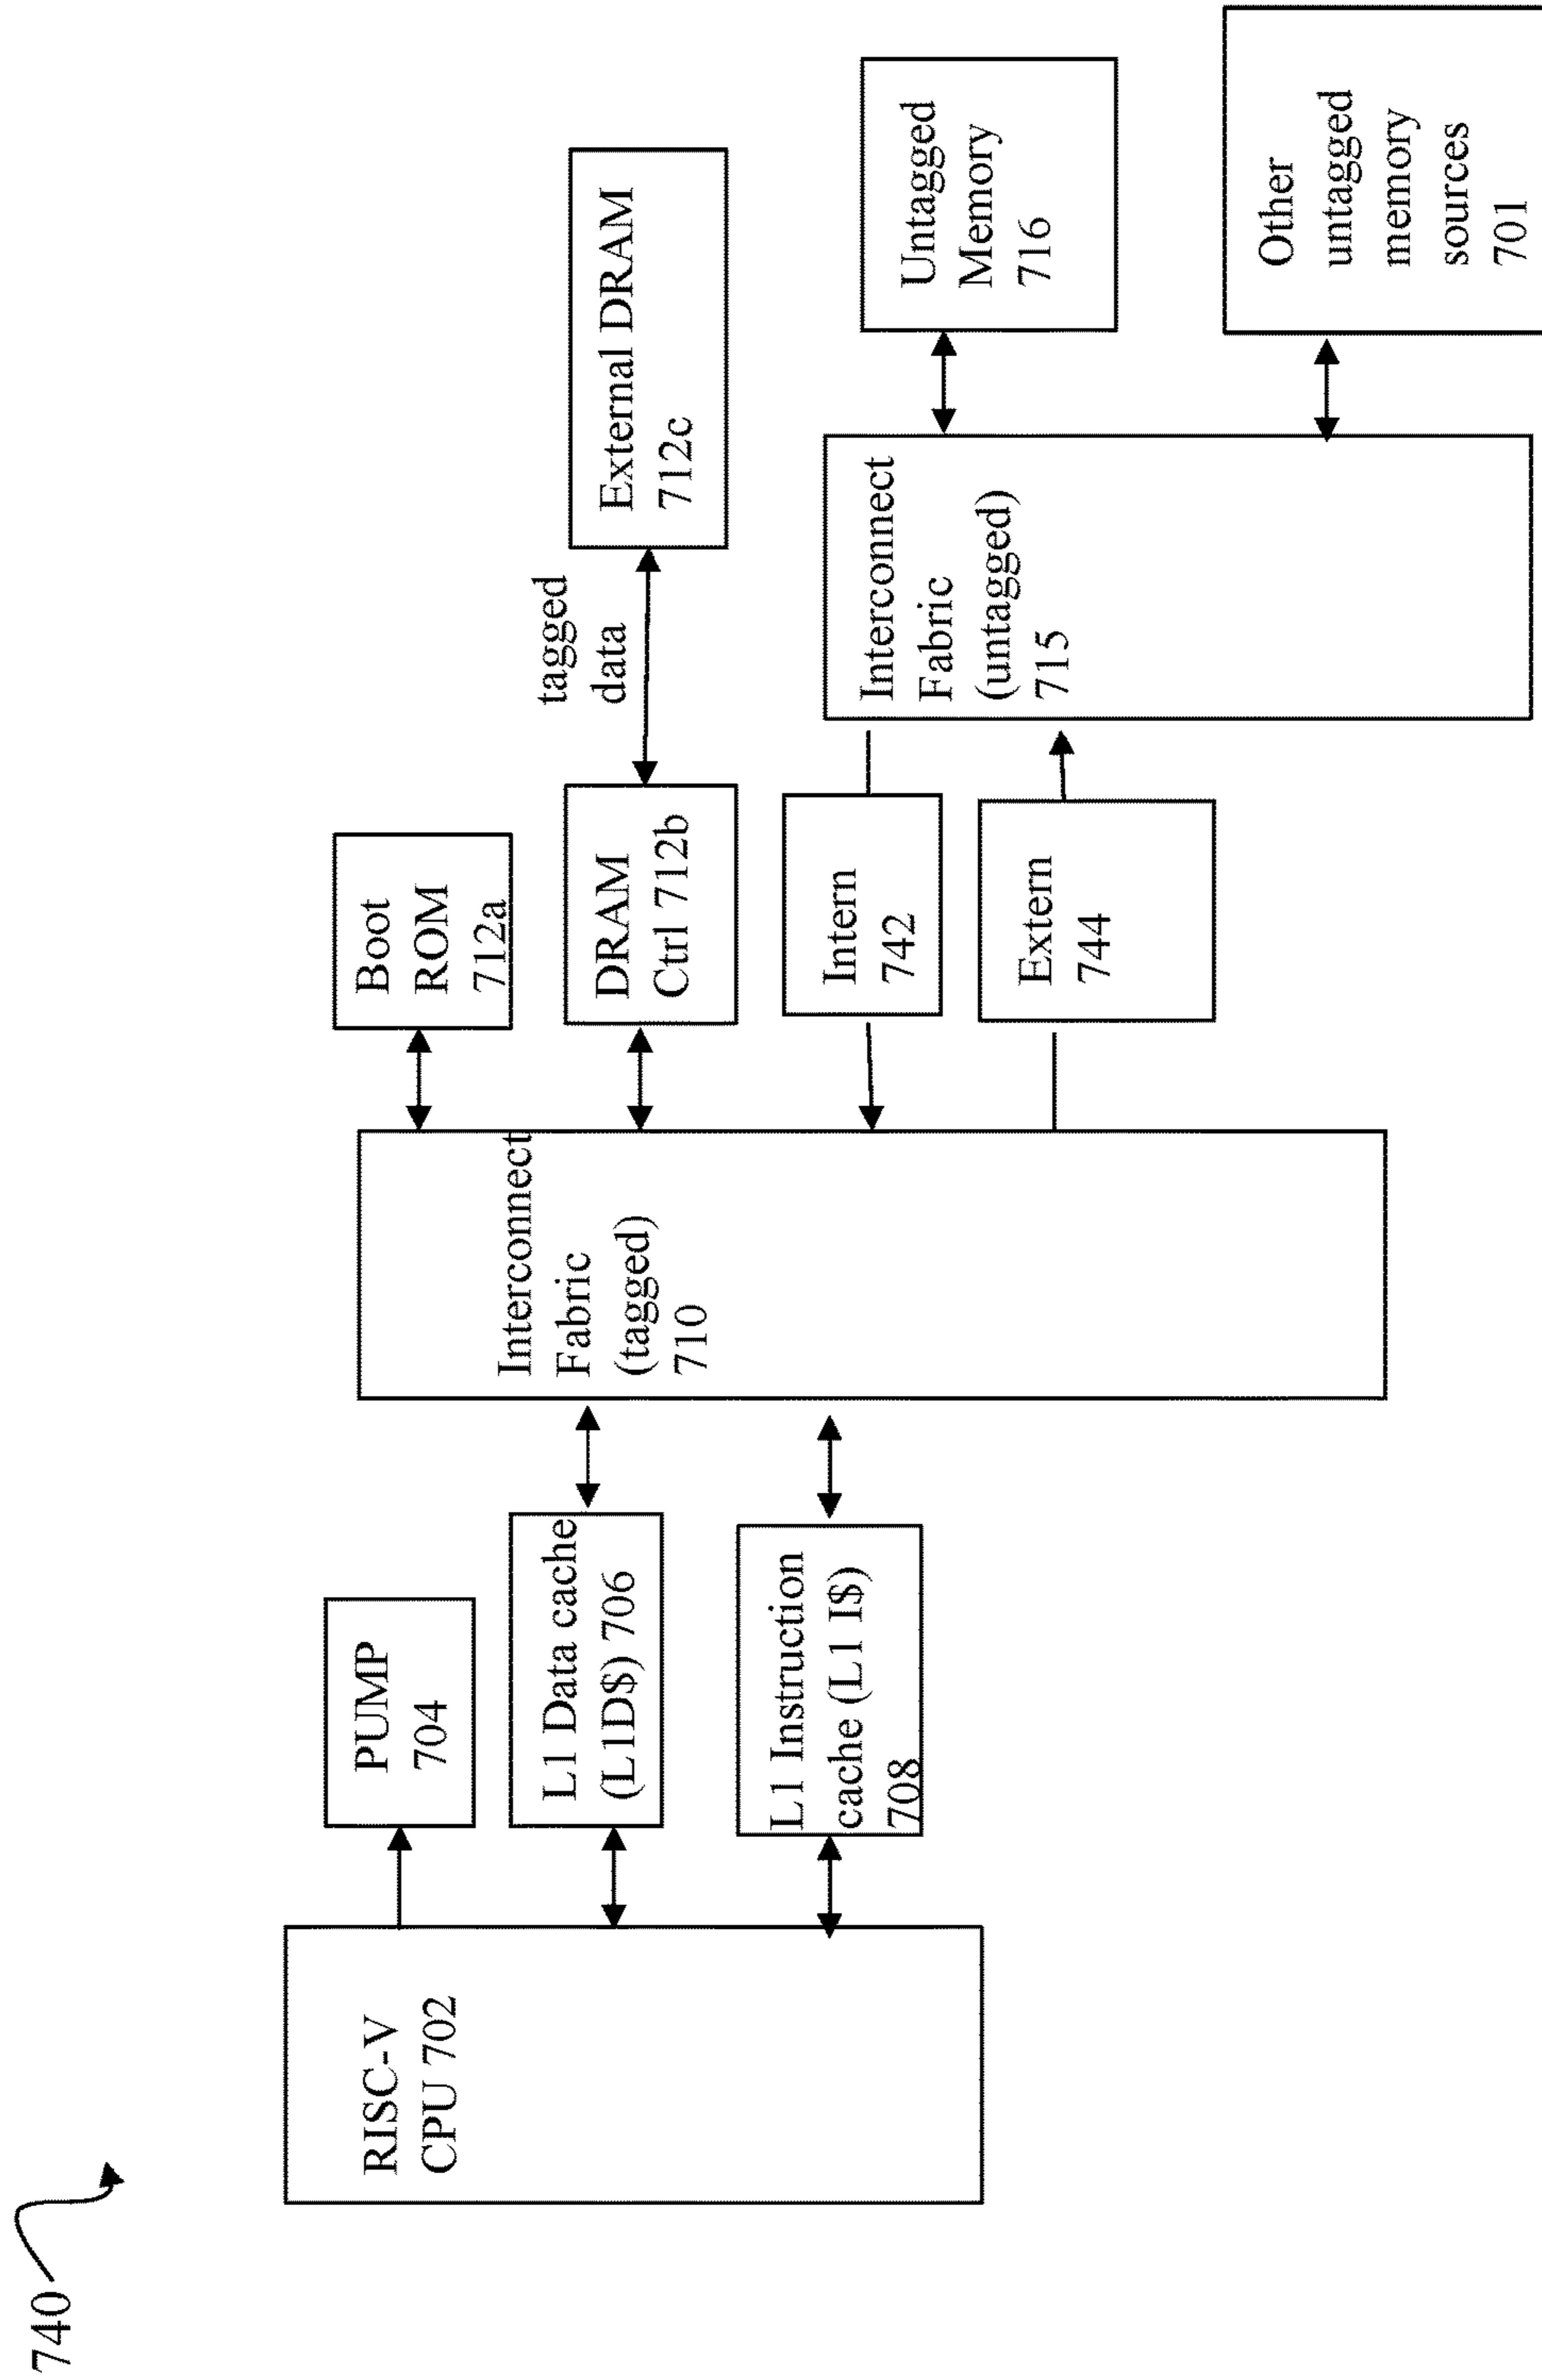 740
RISC-V
CPU 702
PUMP
704
L1 Data cache
(L1D$) 706
L1 Instruction
cache (L1 I$)
708
Interconnect
Fabric
(tagged)
710
Boot
ROM
712a
DRAM
Ctrl 712b
Intern
742
Extern
744
tagged
data
External DRAM
712c
Interconnect
Fabric
(untagged)
715
Untagged
Memory
716
Other
untagged
memory
sources
701